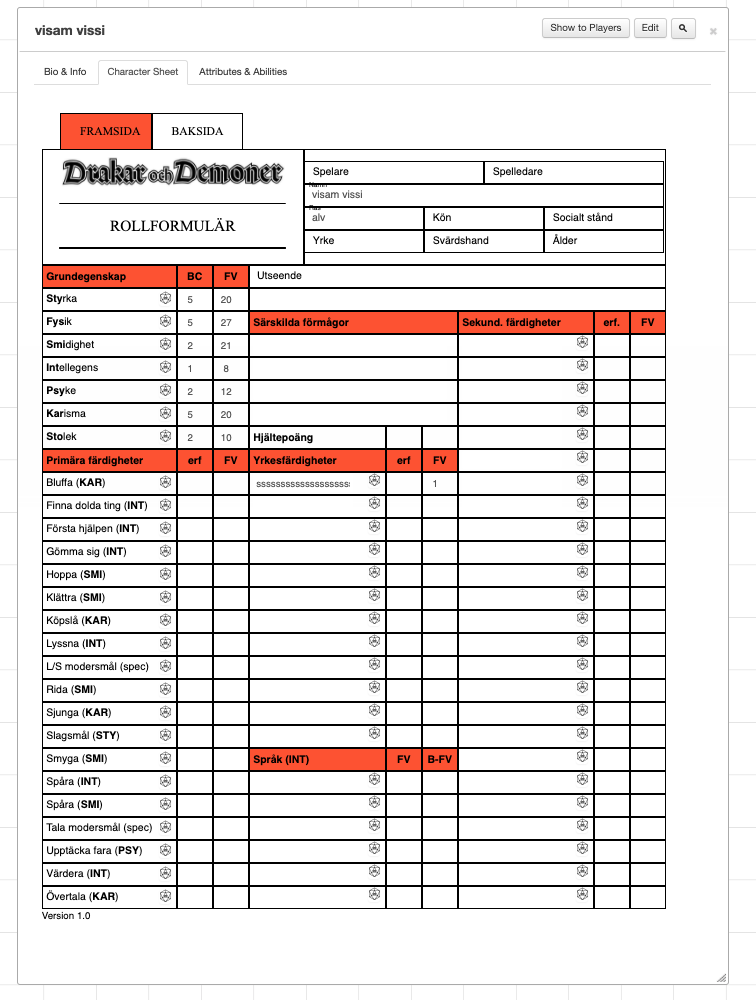 visam vissi
Show to Players Edit
Bio & Info Character Sheet Attributes & Abilities
FRAMSIDA BAKSIDA
Drakar och Demoner
ROLLFORMULÄR
Spelare Spelledare
Namn
visam vissi
Ras
alv Kön Socialt stånd
Yrke Svärdshand Ålder
Grundegenskap BC FV Utseende
Styrka 5 20
Fysik 5 27 Särskilda förmågor Sekund. färdigheter erf. FV
Smidighet 2 21
Intellegens 1 8
Psyke 2 12
Karisma 5 20
Stolek 2 10 Hjältepoäng
Primära färdigheter erf FV Yrkesfärdigheter erf FV
Bluffa (KAR) 1
Finna dolda ting (INT)
Första hjälpen (INT)
Gömma sig (INT)
Hoppa (SMI)
Klättra (SMI)
Köpslå (KAR)
Lyssna (INT)
L/S modersmål (spec)
Rida (SMI)
Sjunga (KAR)
Slagsmål (STY)
Smyga (SMI) Språk (INT) FV B-FV
Spåra (INT)
Spåra (SMI)
Tala modersmål (spec)
Upptäcka fara (PSY)
Värdera (INT)
Övertala (KAR)
Version 1.0